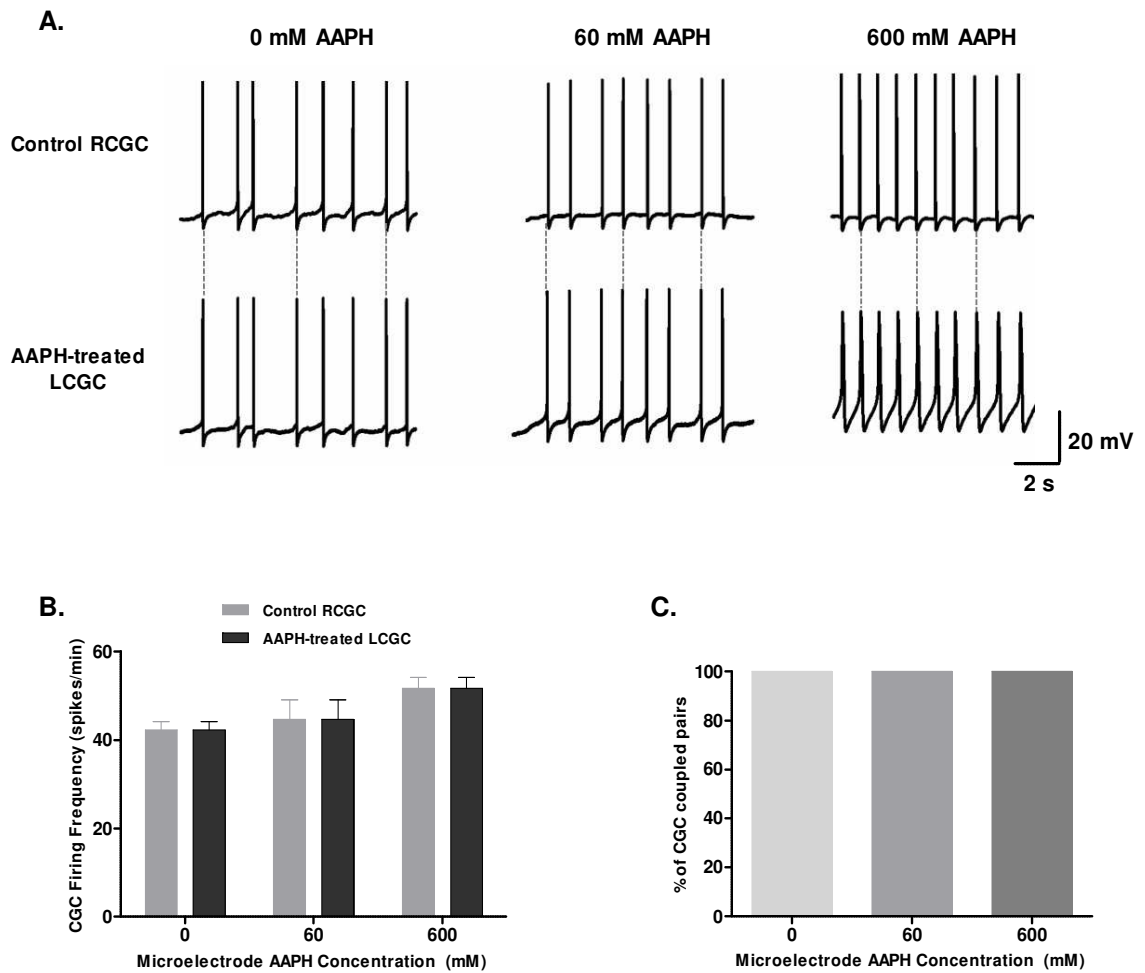 A.
0 mM AAPH
60 mM AAPH
600 mM AAPH
Control RCGC
AAPH-treated
LCGC
20 mV
2 s
B.
Control RCGC
AAPH-treated LCGC
CGC Firing Frequency (spikes/min)
60
40
20
0
0
60
600
Microelectrode AAPH Concentration (mM)
C.
% of CGC coupled pairs
100
80
60
40
20
0
0
60
600
Microelectrode AAPH Concentration (mM)